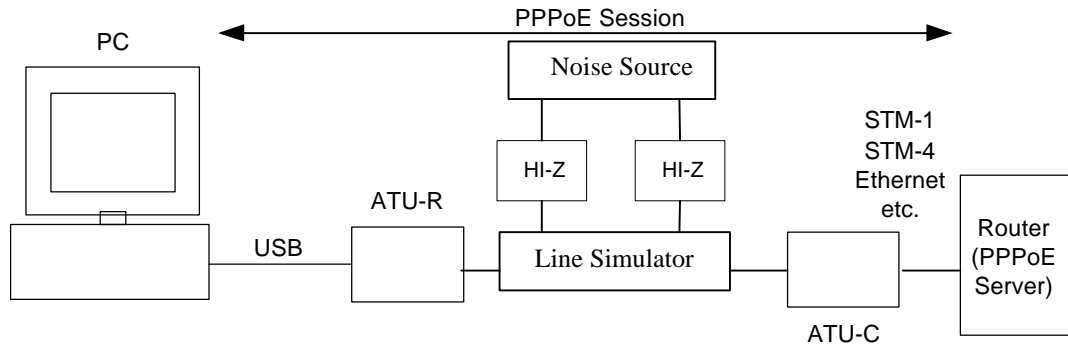 PPPoE Session
PC
Noise Source
STM-1
STM-4
Ethernet
etc.
HI-Z
HI-Z
ATU-R
Router
(PPPoE
Server)
USB
Line Simulator
ATU-C